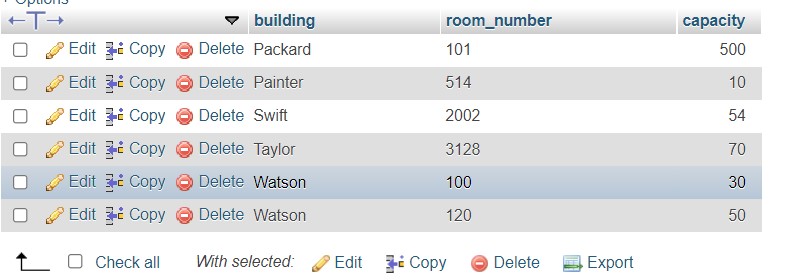 Options
building room_number capacity
Edit Copy Delete Packard 101 500
Edit Copy Delete Painter 514 10
Edit Copy Delete Swift 2002 54
Edit Copy Delete Taylor 3128 70
Edit Copy Delete Watson 100 30
Edit Copy Delete Watson 120 50
Check all With selected: Edit Copy Delete Export